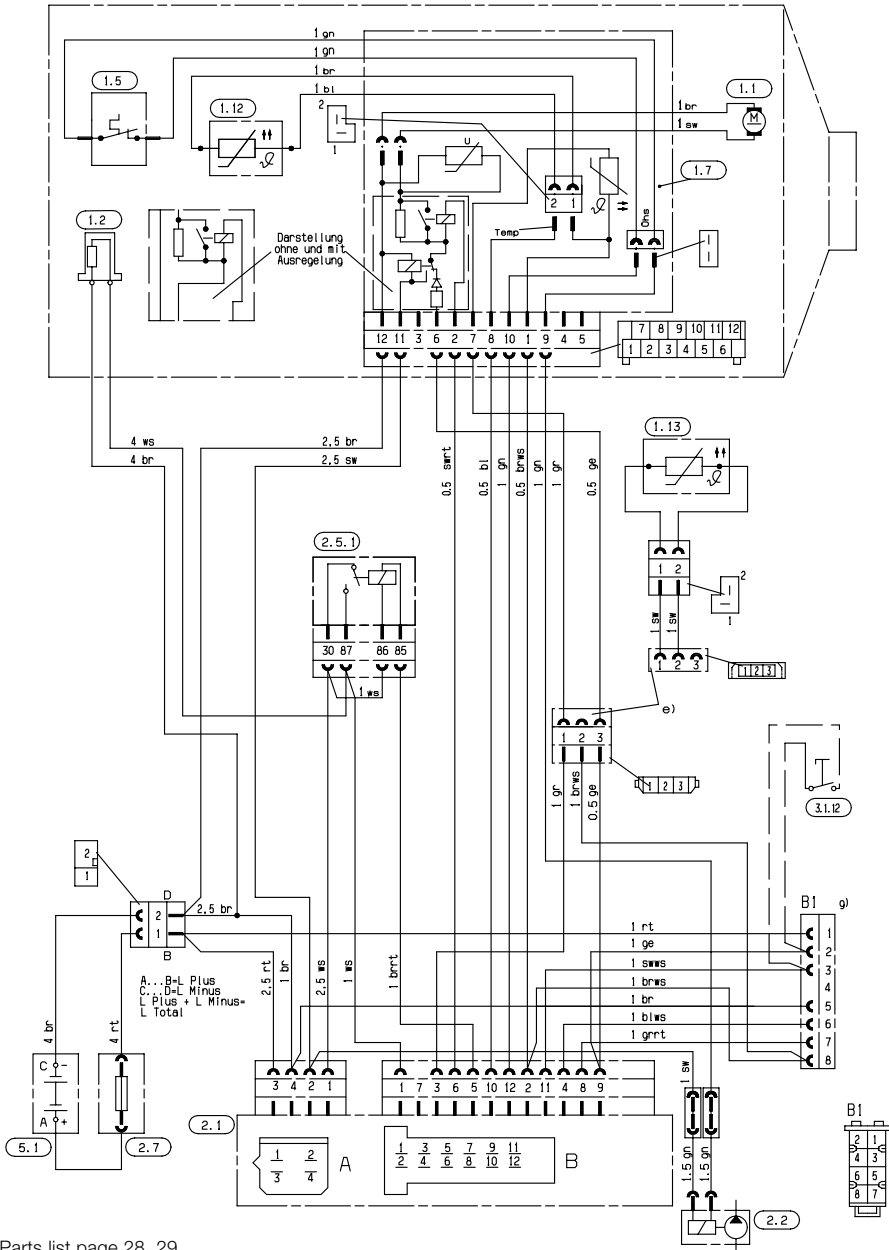 1 gn
1 gn
1 br
1 bl
1.5
1.12
2
1
1.1
1 br
1 sw
M
U
1.7
1.2
2 1
Temp
Ohs
Darstellung
ohne und mit
Ausregelung
12 11 3 6 2 7 8 10 1 9 4 5
7 8 9 10 11 12
1 2 3 4 5 6
4 ws
4 br
2,5 br
2,5 sw
0.5 swrt
0.5 bl
1 gn
0.5 brws
1 gn
1 gr
0.5 ge
1.13
1 2
2
1
1 sw
1 sw
1 2 3
1 2 3
2.5.1
30 87 86 85
1 ws
e)
1 2 3
1 2 3
1 gr
1 brws
0.5 ge
3.1.12
2
1
D
2
1
B
2,5 br
A...B=L Plus
C...D=L Minus
L Plus + L Minus=
L Total
2,5 rt
1 br
2,5 ws
1 ws
1 brrt
1 rt
1 ge
1 swws
1 brws
1 br
1 blws
1 grrt
B1 g)
1
2
3
4
5
6
7
8
4 br
4 rt
C -
A +
5.1
2.7
3 4 2 1
1 7 3 6 5 10 12 2 11 4 8 9
2.1
1 2
3 4
A
1 3 5 7 9 11
2 4 6 8 10 12
B
1 sw
1.5 gn
1.5 gn
2.2
B1
2 1
4 3
6 5
8 7
Parts list page 28, 29